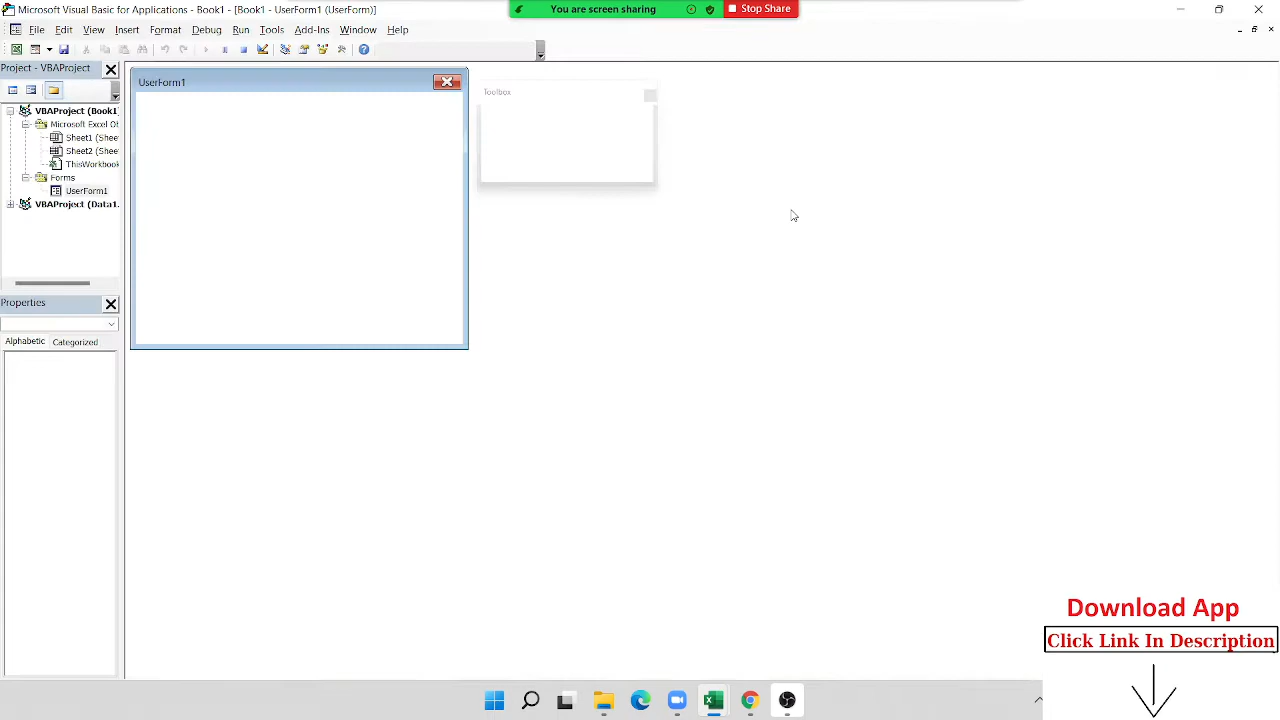 Microsoft Visual Basic for Applications - Book1 - [Book1 - UserForm1 (UserForm)]
You are screen sharing
Stop Share
File Edit View Insert Format Debug Run Tools Add-Ins Window Help
Project - VBAProject
VBAProject (Book1
Microsoft Excel Ob
Sheet1 (Shee
Sheet2 (Shee
ThisWorkbook
Forms
UserForm1
VBAProject (Data1.
Properties
Alphabetic Categorized
UserForm1
Toolbox
Download App
Click Link In Description